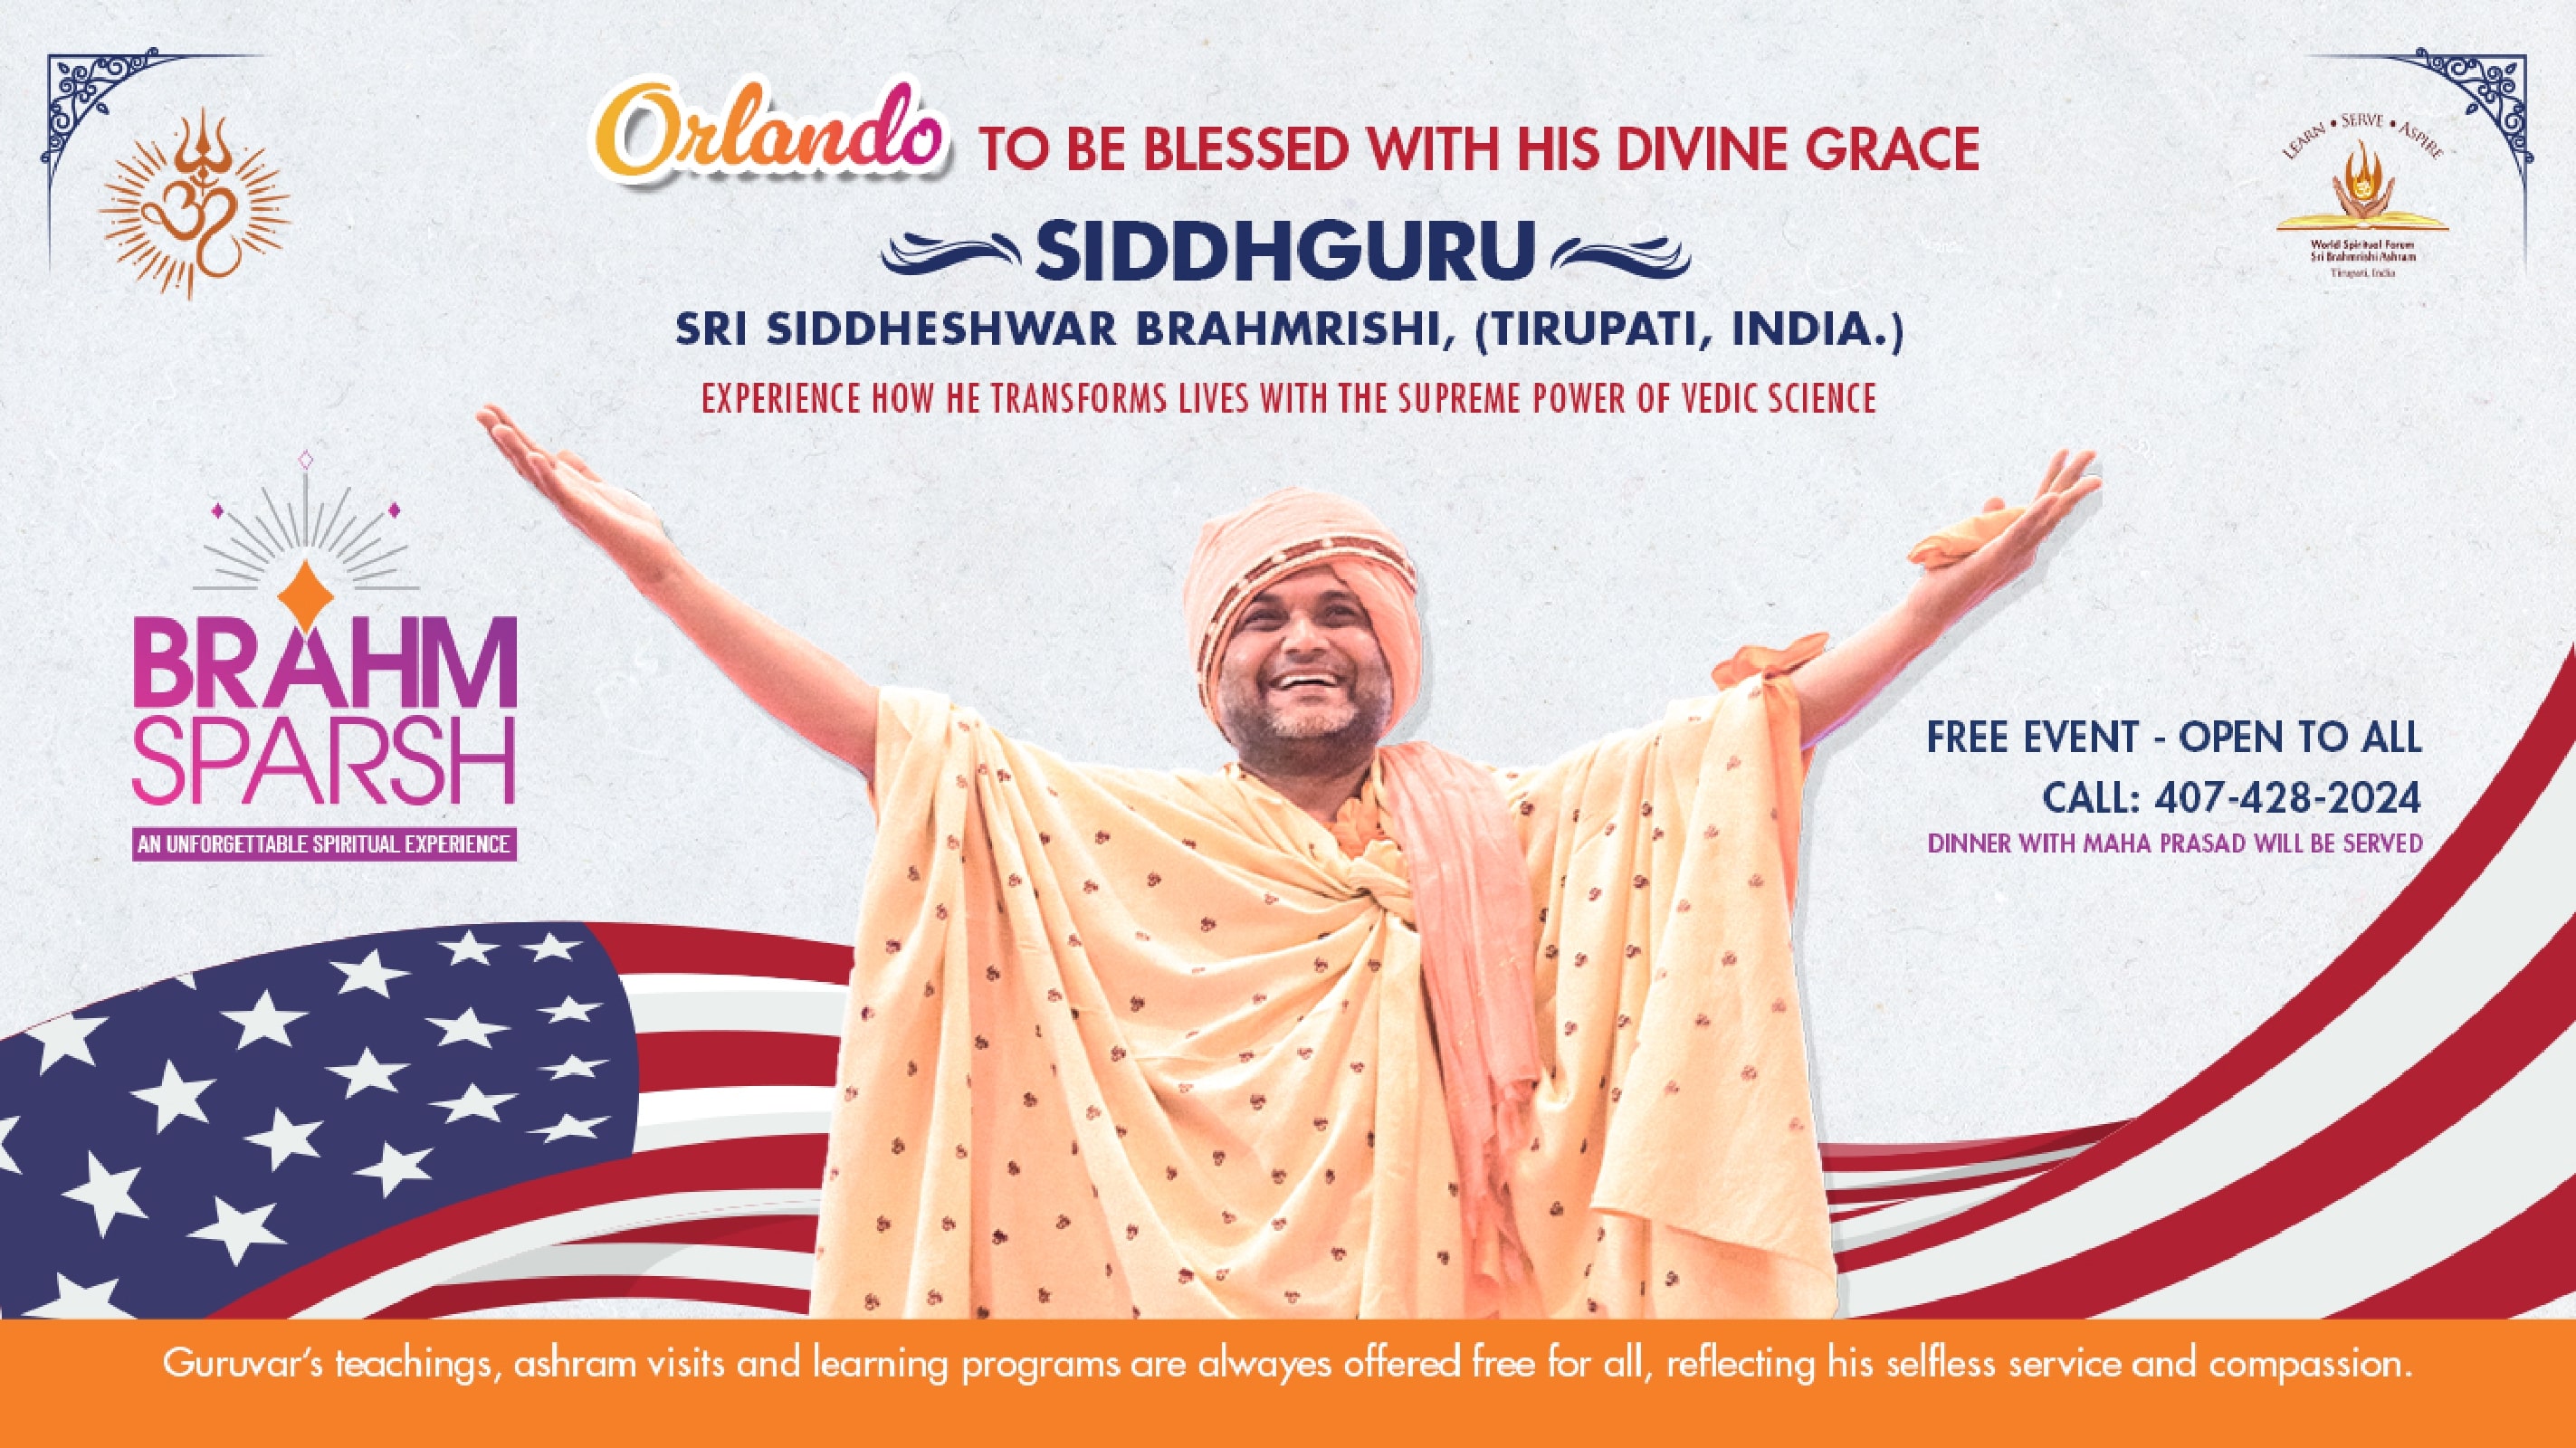 Orlando TO BE BLESSED WITH HIS DIVINE GRACE
SIDDHGURU
SRI SIDDHESHWAR BRAHMRISHI, (TIRUPATI, INDIA.)
EXPERIENCE HOW HE TRANSFORMS LIVES WITH THE SUPREME POWER OF VEDIC SCIENCE
ॐ
LEARN • SERVE • ASPIRE
World Spiritual Forum
Sri Brahmrishi Ashram
Tirupati, India
BRAHM
SPARSH
AN UNFORGETTABLE SPIRITUAL EXPERIENCE
FREE EVENT - OPEN TO ALL
CALL: 407-428-2024
DINNER WITH MAHA PRASAD WILL BE SERVED
Guruvar's teachings, ashram visits and learning programs are alwayes offered free for all, reflecting his selfless service and compassion.